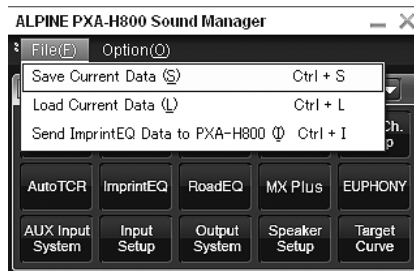 ALPINE PXA-H800 Sound Manager
File(F) Option(O)
Save Current Data (S) Ctrl + S
Load Current Data (L) Ctrl + L
Send ImprintEQ Data to PXA-H800 (I) Ctrl + I
Ch.
AutoTCR ImprintEQ RoadEQ MX Plus EUPHONY
AUX Input System Input Setup Output System Speaker Setup Target Curve